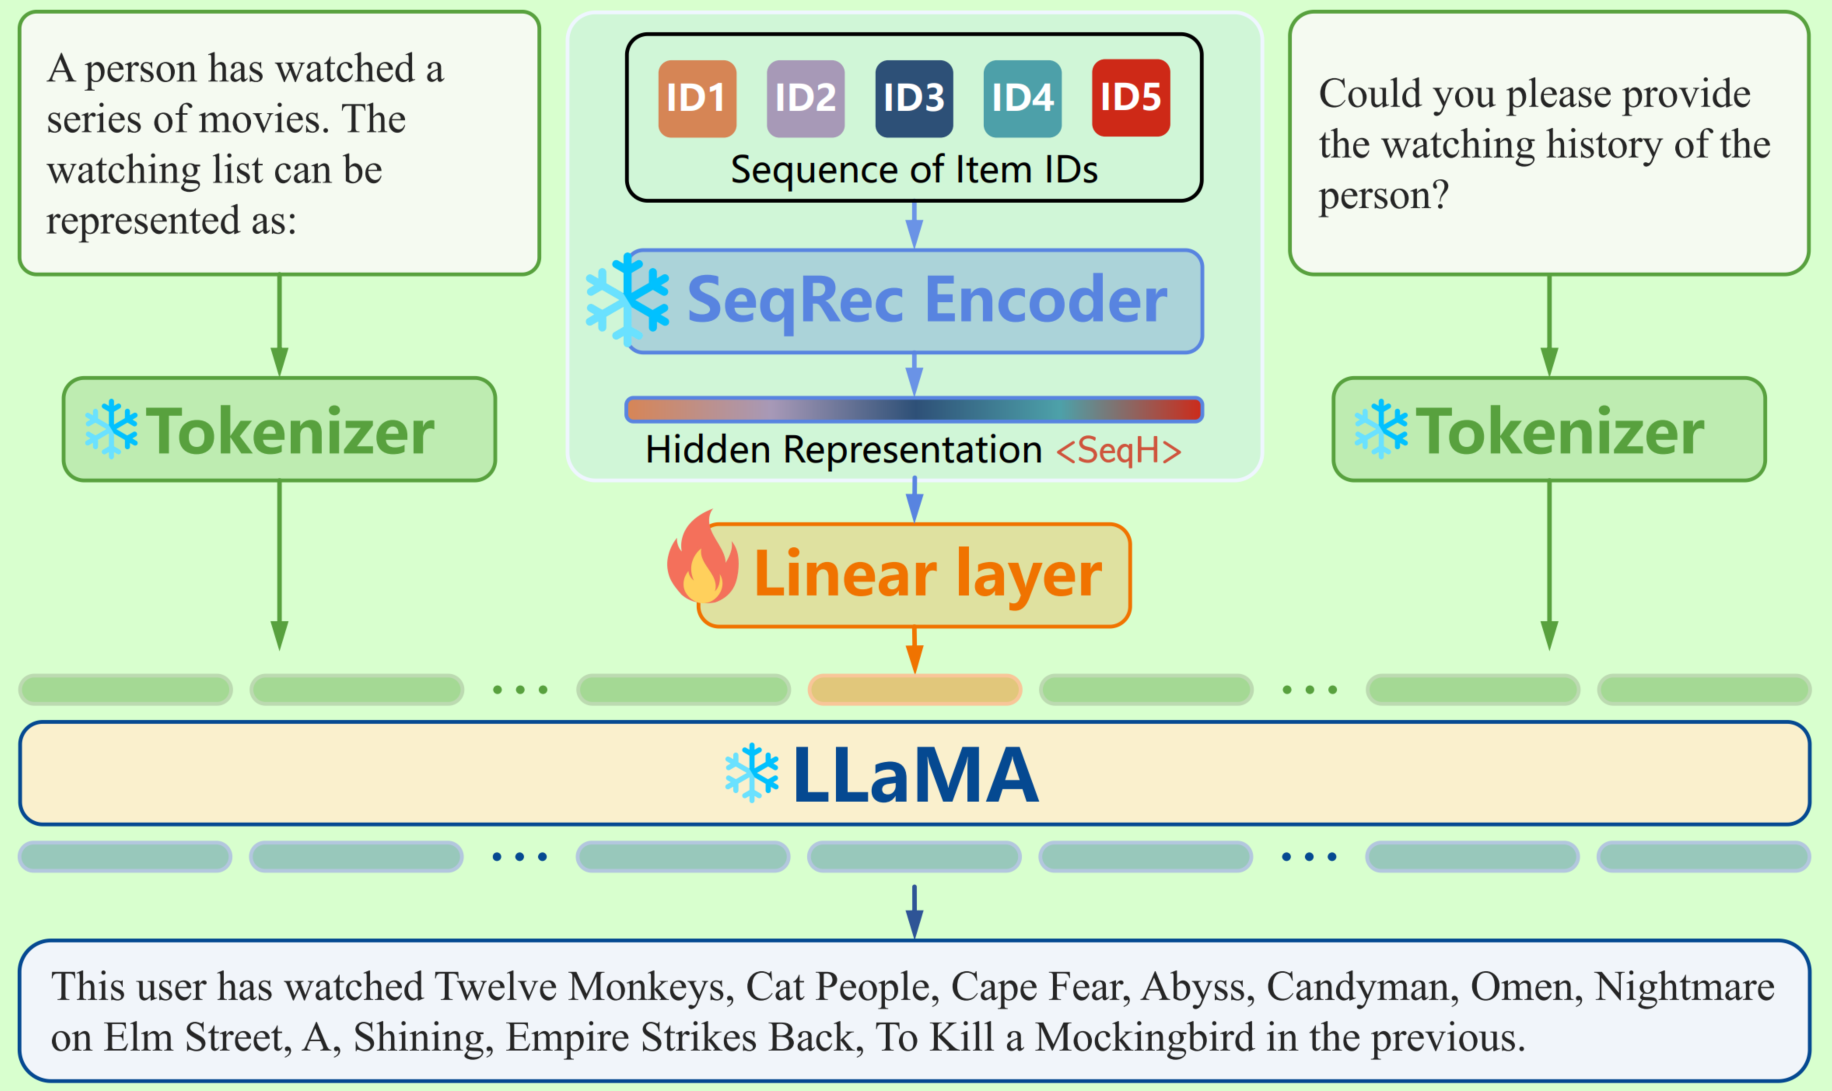 A person has watched a
series of movies. The
watching list can be
represented as:
ID1 ID2 ID3 ID4 ID5
Sequence of Item IDs
Could you please provide
the watching history of the
person?
SeqRec Encoder
Hidden Representation <SeqH>
Tokenizer
Tokenizer
Linear layer
LLaMA
This user has watched Twelve Monkeys, Cat People, Cape Fear, Abyss, Candyman, Omen, Nightmare
on Elm Street, A, Shining, Empire Strikes Back, To Kill a Mockingbird in the previous.